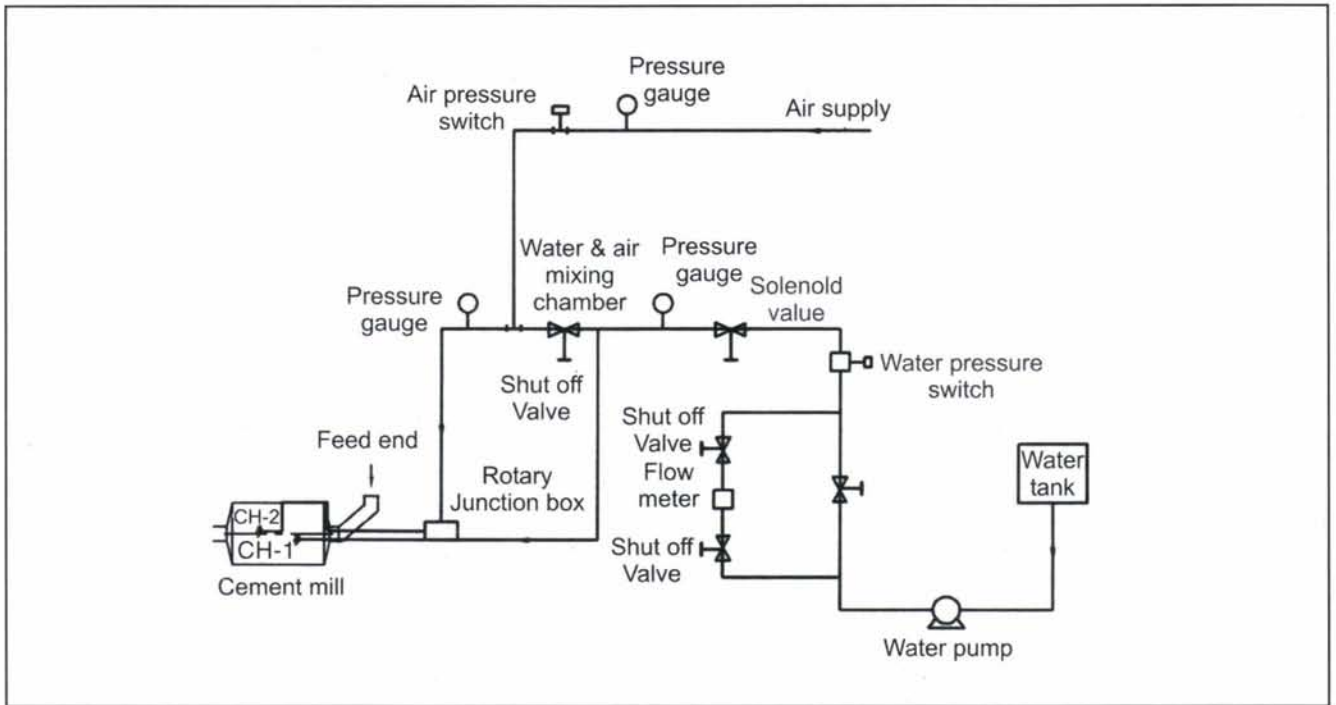 Pressure
gauge
Air pressure
switch
Air supply
Water & air
mixing
chamber
Pressure
gauge
Pressure
gauge
Solenold
value
Shut off
Valve
Water pressure
switch
Feed end
Rotary
Junction box
Shut off
Valve
Flow
meter
Shut off
Valve
Water
tank
CH-2
CH-1
Cement mill
Water pump